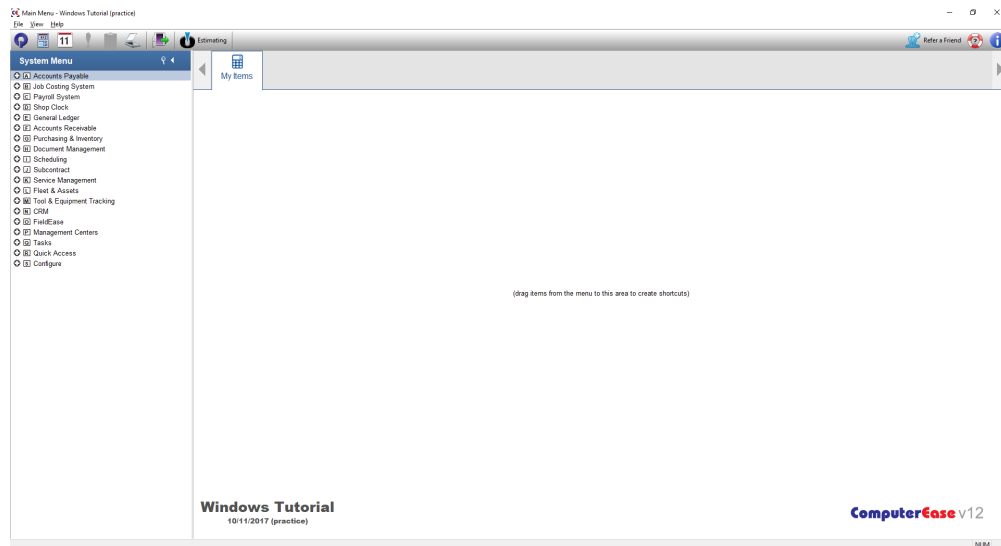 Main Menu - Windows Tutorial (practice)
File View Help
11 Estimating Refer a Friend
System Menu
My Items
A Accounts Payable
B Job Costing System
C Payroll System
D Shop Clock
E General Ledger
F Accounts Receivable
G Purchasing & Inventory
H Document Management
I Scheduling
J Subcontract
K Service Management
L Fleet & Assets
M Tool & Equipment Tracking
N CRM
O FieldEase
P Management Centers
Q Tasks
R Quick Access
S Configure
(drag items from the menu to this area to create shortcuts)
Windows Tutorial
10/11/2017 (practice)
ComputerEase v12
NUM